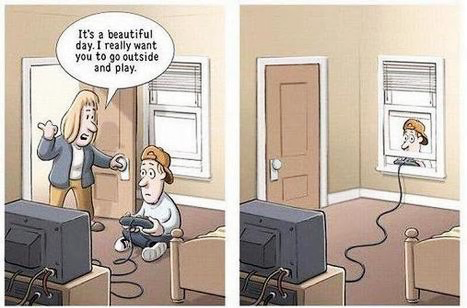 It's a beautiful
day. I really want
you to go outside
and play.